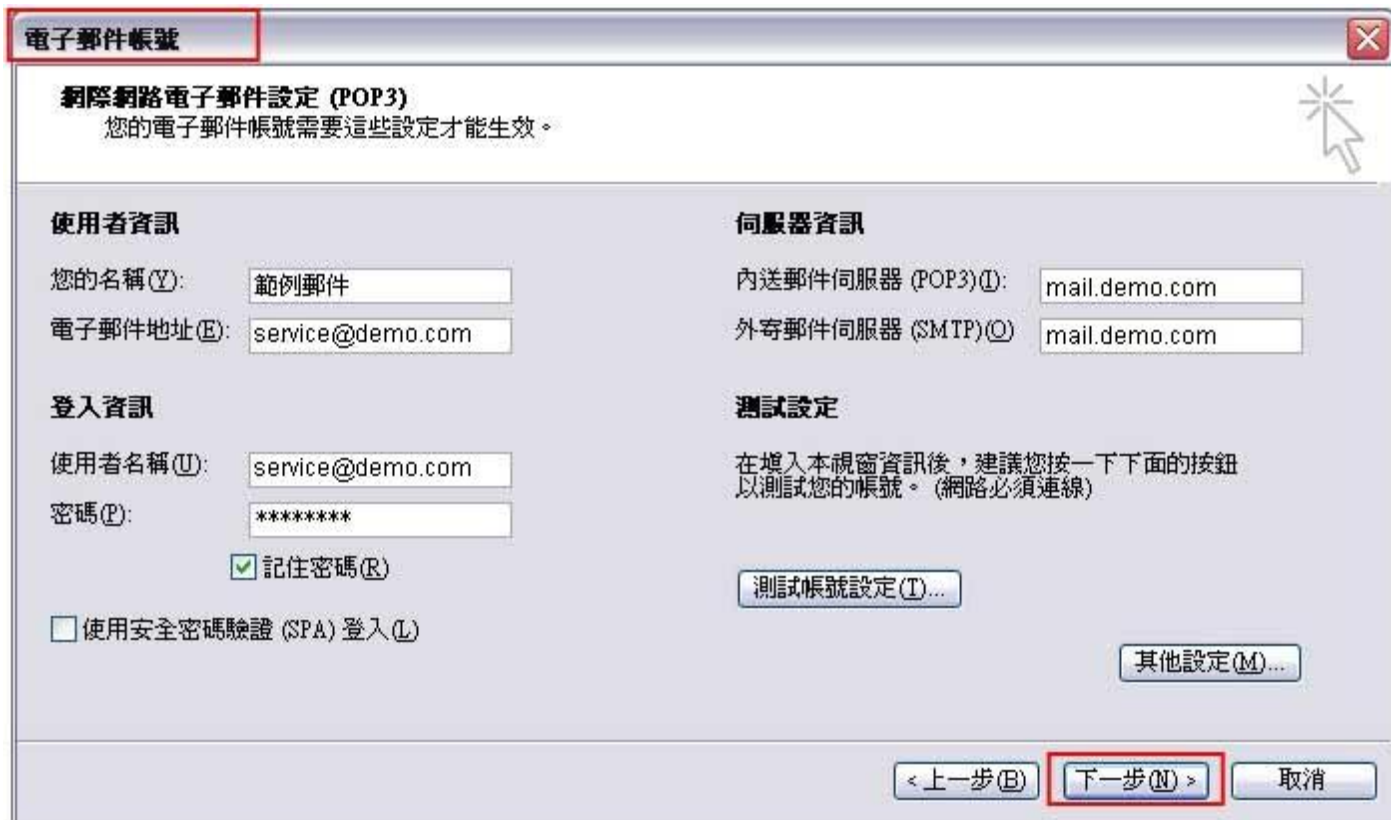 電子郵件帳號
網際網路電子郵件設定 (POP3)
您的電子郵件帳號需要這些設定才能生效。
使用者資訊
您的名稱(Y): 範例郵件
電子郵件地址(E): service@demo.com
登入資訊
使用者名稱(U): service@demo.com
密碼(P): ********
記住密碼(R)
使用安全密碼驗證 (SPA) 登入(L)
伺服器資訊
內送郵件伺服器 (POP3)(I): mail.demo.com
外寄郵件伺服器 (SMTP)(O) mail.demo.com
測試設定
在填入本視窗資訊後，建議您按一下下面的按鈕
以測試您的帳號。 (網路必須連線)
測試帳號設定(T)...
其他設定(M)...
< 上一步(B) 下一步(N) > 取消